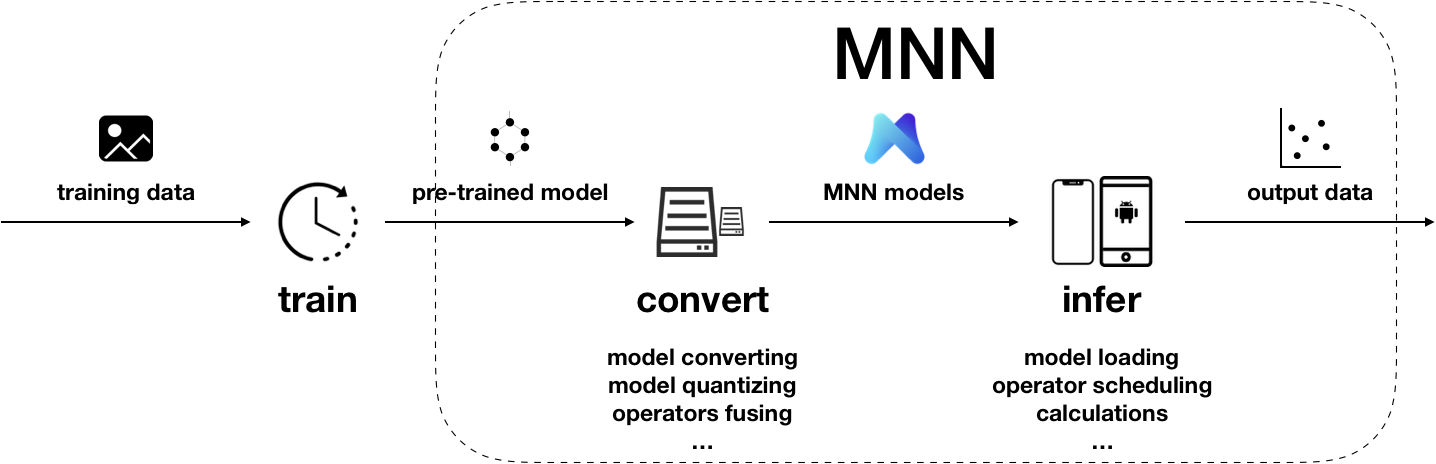 MNN
training data
pre-trained model
MNN models
output data
train
convert
infer
model converting
model quantizing
operators fusing
...
model loading
operator scheduling
calculations
...